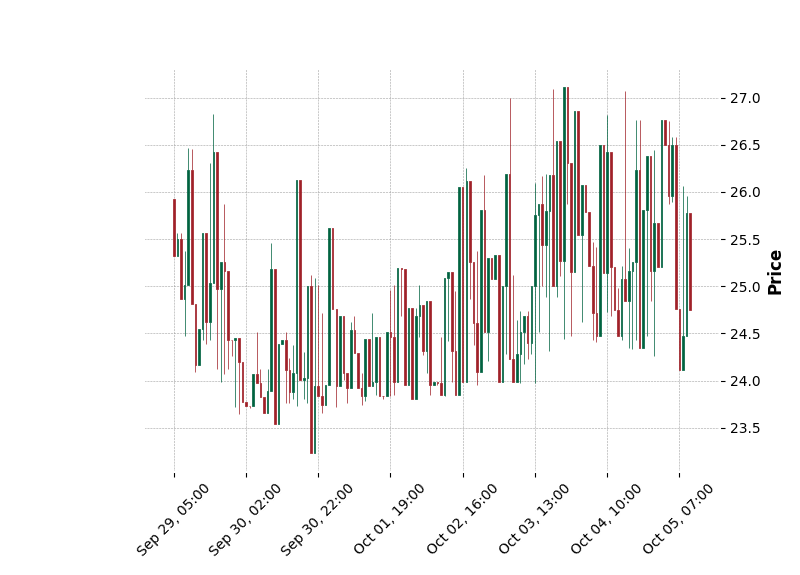 27.0
26.5
26.0
25.5
25.0
24.5
24.0
23.5
Price
Sep 29, 05:00
Sep 30, 02:00
Sep 30, 22:00
Oct 01, 19:00
Oct 02, 16:00
Oct 03, 13:00
Oct 04, 10:00
Oct 05, 07:00